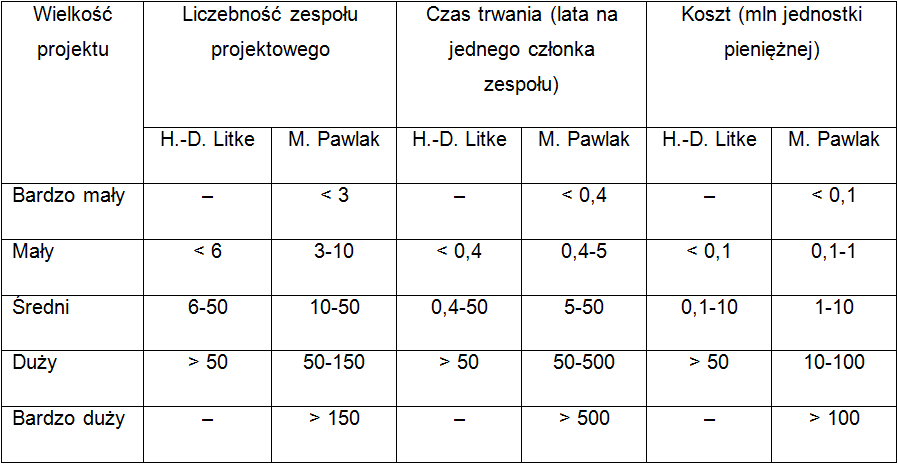 Wielkość projektu | Liczebność zespołu projektowego | Czas trwania (lata na jednego członka zespołu) | Koszt (mln jednostki pieniężnej)
H.-D. Litke | M. Pawlak | H.-D. Litke | M. Pawlak | H.-D. Litke | M. Pawlak
Bardzo mały | – | < 3 | – | < 0,4 | – | < 0,1
Mały | < 6 | 3-10 | < 0,4 | 0,4-5 | < 0,1 | 0,1-1
Średni | 6-50 | 10-50 | 0,4-50 | 5-50 | 0,1-10 | 1-10
Duży | > 50 | 50-150 | > 50 | 50-500 | > 50 | 10-100
Bardzo duży | – | > 150 | – | > 500 | – | > 100